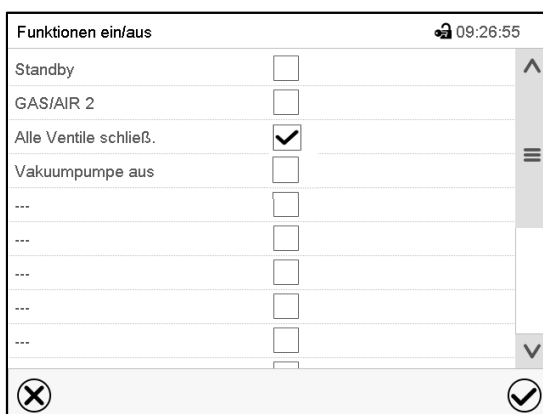 Funktionen ein/aus 09:26:55
Standby
GAS/AIR 2
Alle Ventile schließ.
Vakuumpumpe aus
---
---
---
---
---